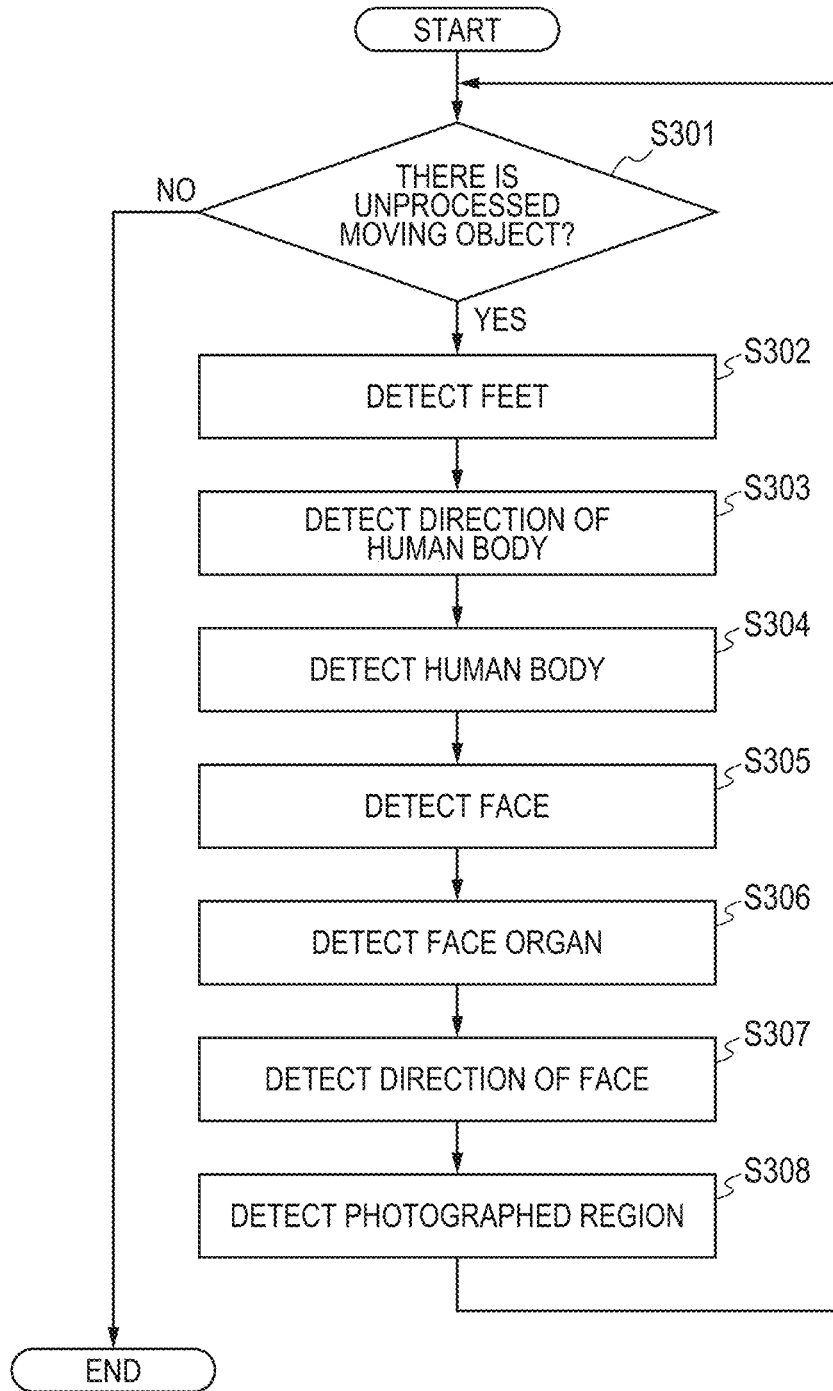 START
S301
NO
THERE IS
UNPROCESSED
MOVING OBJECT?
YES
S302
DETECT FEET
S303
DETECT DIRECTION OF
HUMAN BODY
S304
DETECT HUMAN BODY
S305
DETECT FACE
S306
DETECT FACE ORGAN
S307
DETECT DIRECTION OF FACE
S308
DETECT PHOTOGRAPHED REGION
END